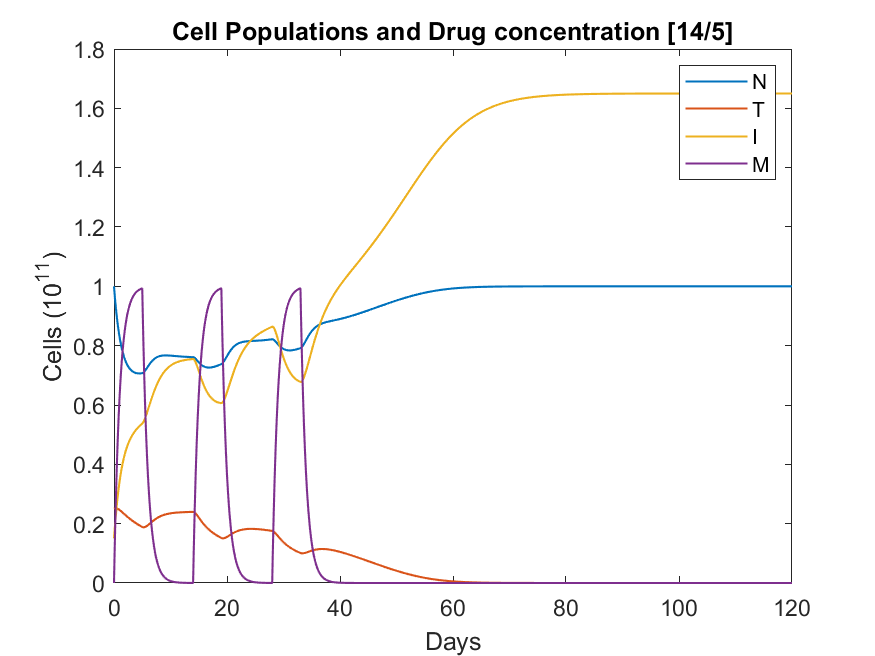 Cell Populations and Drug concentration [14/5]
1.8
1.6
1.4
1.2
1
0.8
0.6
0.4
0.2
0
Cells (10^11)
N
T
I
M
0 20 40 60 80 100 120
Days